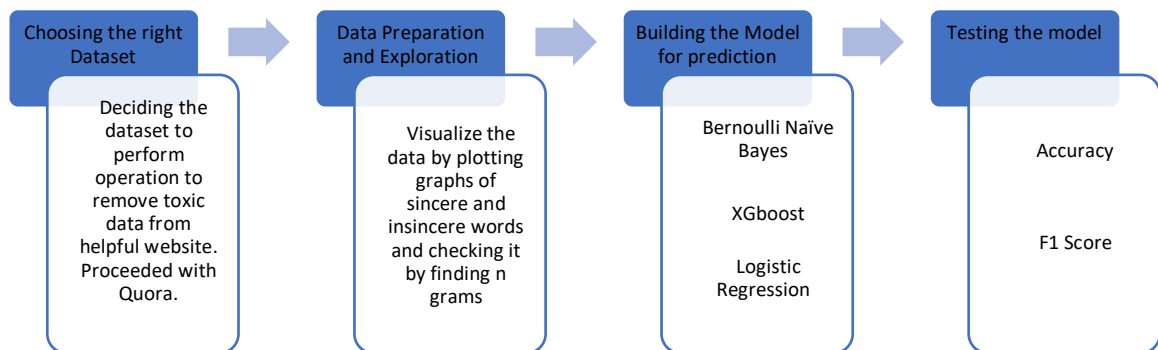 Choosing the right
Dataset
Deciding the
dataset to
perform
operation to
remove toxic
data from
helpful website.
Proceeded with
Quora.
Data Preparation
and Exploration
Visualize the
data by plotting
graphs of
sincere and
insincere words
and checking it
by finding n
grams
Building the Model
for prediction
Bernoulli Naïve
Bayes
XGboost
Logistic
Regression
Testing the model
Accuracy
F1 Score